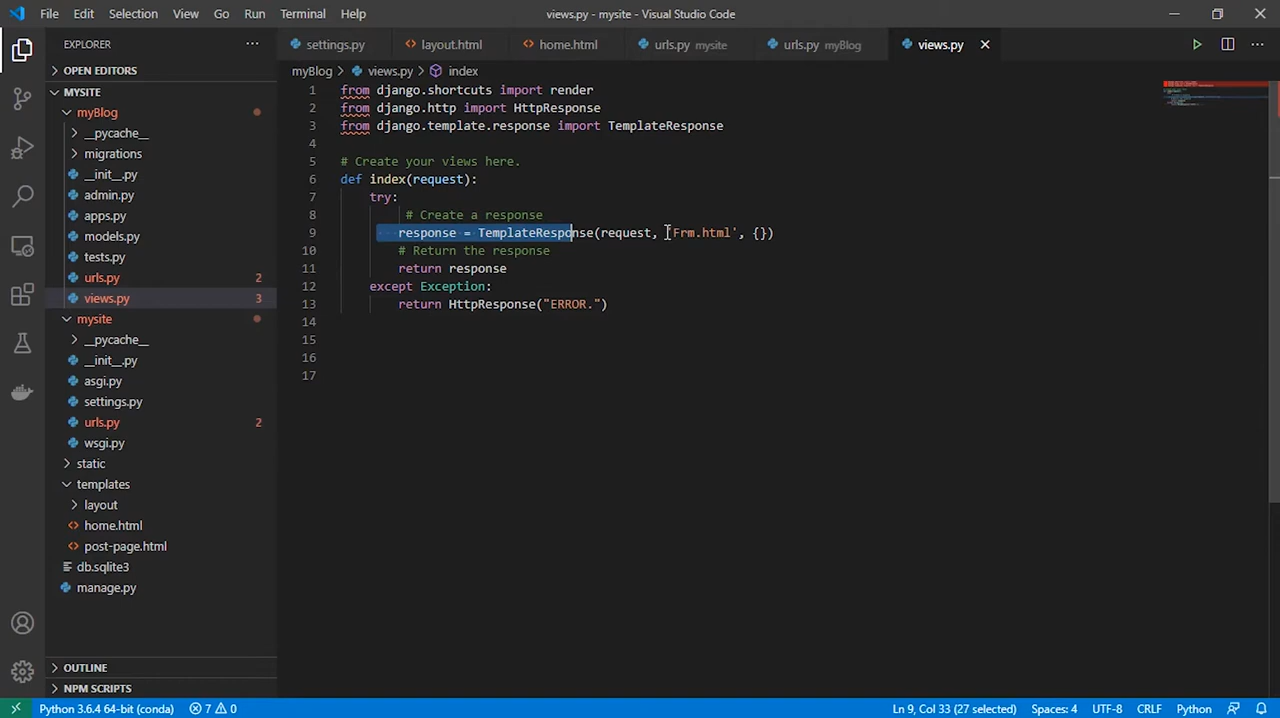 File Edit Selection View Go Run Terminal Help views.py - mysite - Visual Studio Code
EXPLORER ···
settings.py layout.html home.html urls.py mysite urls.py myBlog views.py
OPEN EDITORS
MYSITE
myBlog
__pycache__
migrations
__init__.py
admin.py
apps.py
models.py
tests.py
urls.py 2
views.py 3
mysite
__pycache__
__init__.py
asgi.py
settings.py
urls.py 2
wsgi.py
static
templates
layout
home.html
post-page.html
db.sqlite3
manage.py
OUTLINE
NPM SCRIPTS
myBlog > views.py > index
1 from django.shortcuts import render
2 from django.http import HttpResponse
3 from django.template.response import TemplateResponse
4
5 # Create your views here.
6 def index(request):
7 try:
8 # Create a response
9 response = TemplateResponse(request, 'Frm.html', {})
10 # Return the response
11 return response
12 except Exception:
13 return HttpResponse("ERROR.")
14
15
16
17
Python 3.6.4 64-bit (conda) 7 0 Ln 9, Col 33 (27 selected) Spaces: 4 UTF-8 CRLF Python